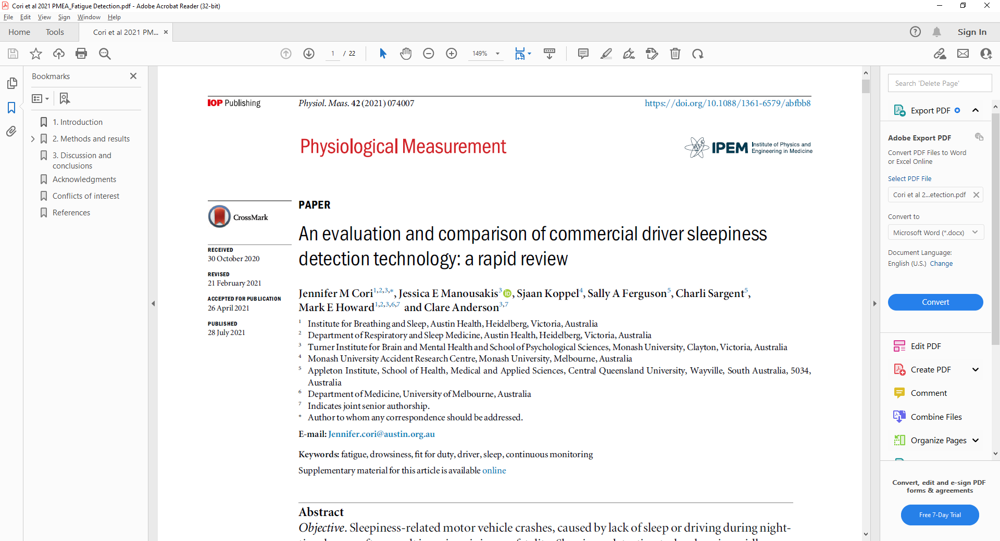 Cori et al 2021 PMEA_Fatigue Detection.pdf - Adobe Acrobat Reader (32-bit)
File Edit View Sign Window Help
Home Tools Cori et al 2021 PM... Sign In
1 / 22 149%
Bookmarks
1. Introduction
2. Methods and results
3. Discussion and
conclusions
Acknowledgments
Conflicts of interest
References
IOP Publishing Physiol. Meas. 42 (2021) 074007 https://doi.org/10.1088/1361-6579/abfbb8
Physiological Measurement
IPEM Institute of Physics and
Engineering in Medicine
CrossMark
RECEIVED
30 October 2020
REVISED
21 February 2021
ACCEPTED FOR PUBLICATION
26 April 2021
PUBLISHED
28 July 2021
PAPER
An evaluation and comparison of commercial driver sleepiness
detection technology: a rapid review
Jennifer M Cori1,2,3,*, Jessica E Manousakis3 iD, Sjaan Koppel4, Sally A Ferguson5, Charli Sargent5,
Mark E Howard1,2,3,6,7 and Clare Anderson3,7
1 Institute for Breathing and Sleep, Austin Health, Heidelberg, Victoria, Australia
2 Department of Respiratory and Sleep Medicine, Austin Health, Heidelberg, Victoria, Australia
3 Turner Institute for Brain and Mental Health and School of Psychological Sciences, Monash University, Clayton, Victoria, Australia
4 Monash University Accident Research Centre, Monash University, Melbourne, Australia
5 Appleton Institute, School of Health, Medical and Applied Sciences, Central Queensland University, Wayville, South Australia, 5034,
Australia
6 Department of Medicine, University of Melbourne, Australia
7 Indicates joint senior authorship.
* Author to whom any correspondence should be addressed.
E-mail: Jennifer.cori@austin.org.au
Keywords: fatigue, drowsiness, fit for duty, driver, sleep, continuous monitoring
Supplementary material for this article is available online
Abstract
Objective. Sleepiness-related motor vehicle crashes, caused by lack of sleep or driving during night-
Search 'Delete Page'
Export PDF
Adobe Export PDF
Convert PDF Files to Word
or Excel Online
Select PDF File
Cori et al 2...etection.pdf
Convert to
Microsoft Word (*.docx)
Document Language:
English (U.S.) Change
Convert
Edit PDF
Create PDF
Comment
Combine Files
Organize Pages
Convert, edit and e-sign PDF
forms & agreements
Free 7-Day Trial